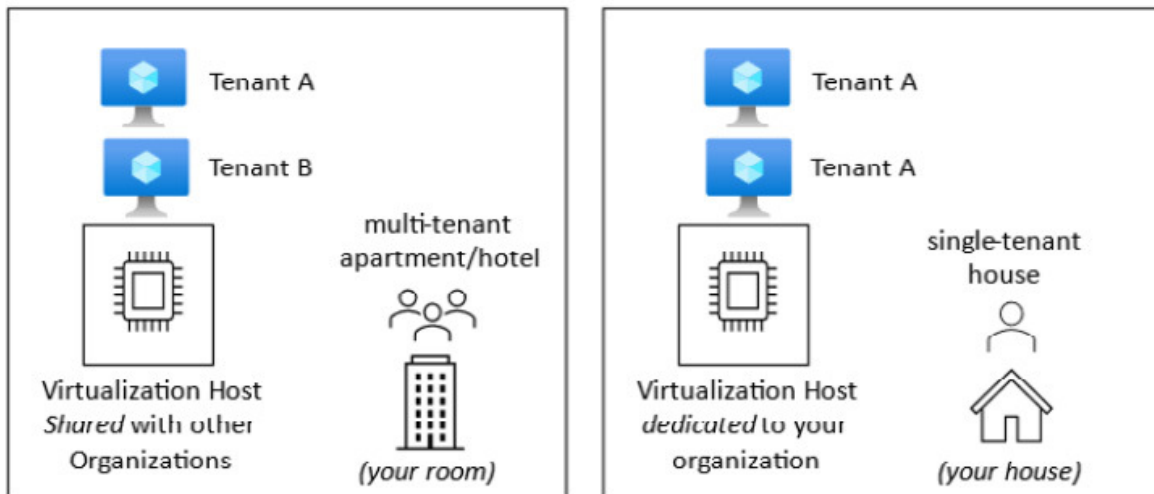 Tenant A
Tenant B
multi-tenant
apartment/hotel
Virtualization Host
Shared with other
Organizations
(your room)
Tenant A
Tenant A
single-tenant
house
Virtualization Host
dedicated to your
organization
(your house)